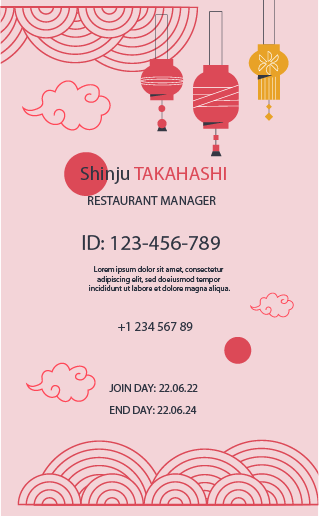 Shinju TAKAHASHI
RESTAURANT MANAGER
ID: 123-456-789
Lorem ipsum dolor sit amet, consectetur
adipiscing elit, sed doeiusmod tempor
incididunt ut labore et dolore magna aliqua.
+1 234 567 89
JOIN DAY: 22.06.22
END DAY: 22.06.24